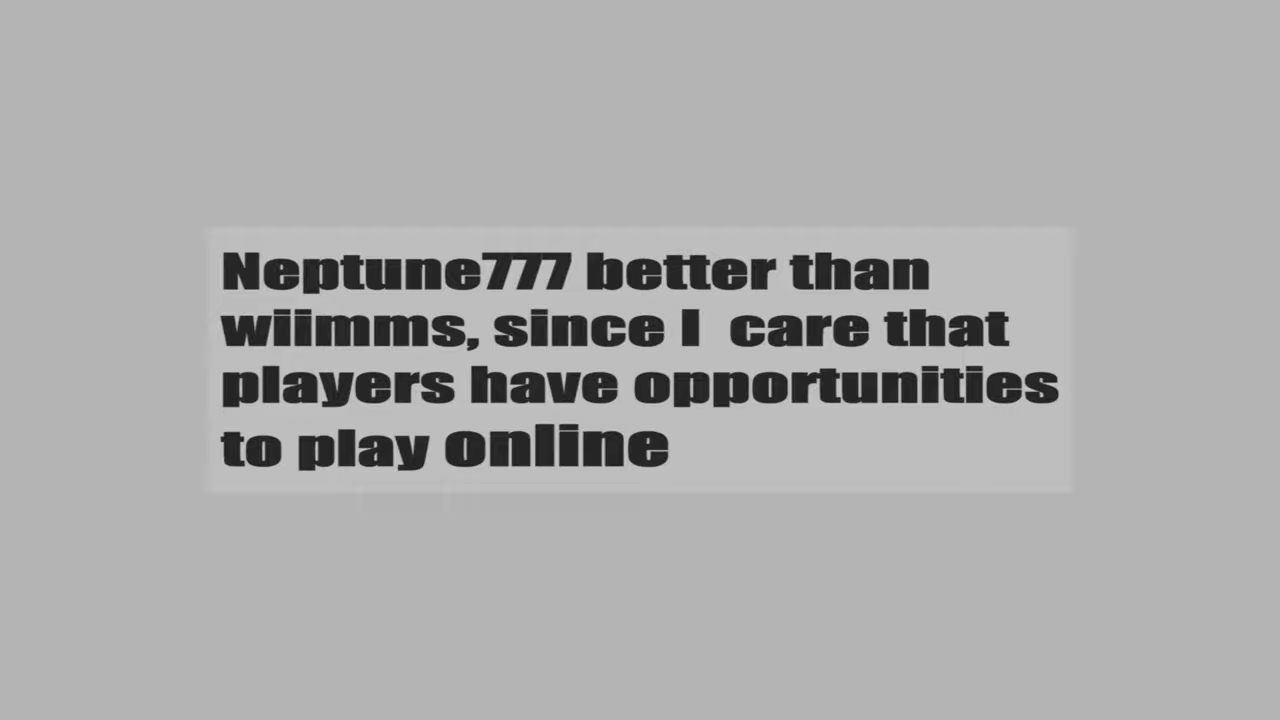 Neptune777 better than
wiimms, since I  care that
players have opportunities
to play online